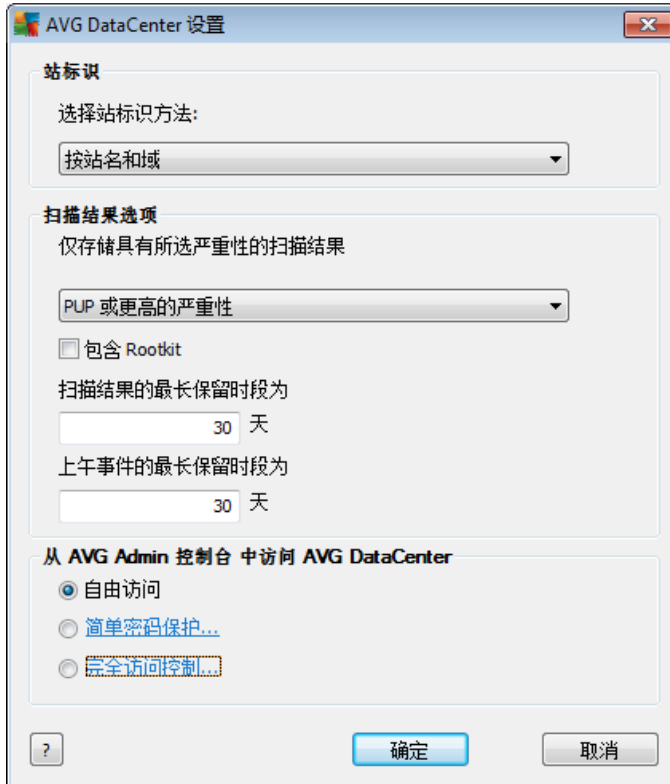 AVG DataCenter 设置
站标识
选择站标识方法:
按站名和域
扫描结果选项
仅存储具有所选严重性的扫描结果
PUP 或更高的严重性
包含 Rootkit
扫描结果的最长保留时段为
30 天
上午事件的最长保留时段为
30 天
从 AVG Admin 控制台 中访问 AVG DataCenter
自由访问
简单密码保护...
完全访问控制...
? 确定 取消